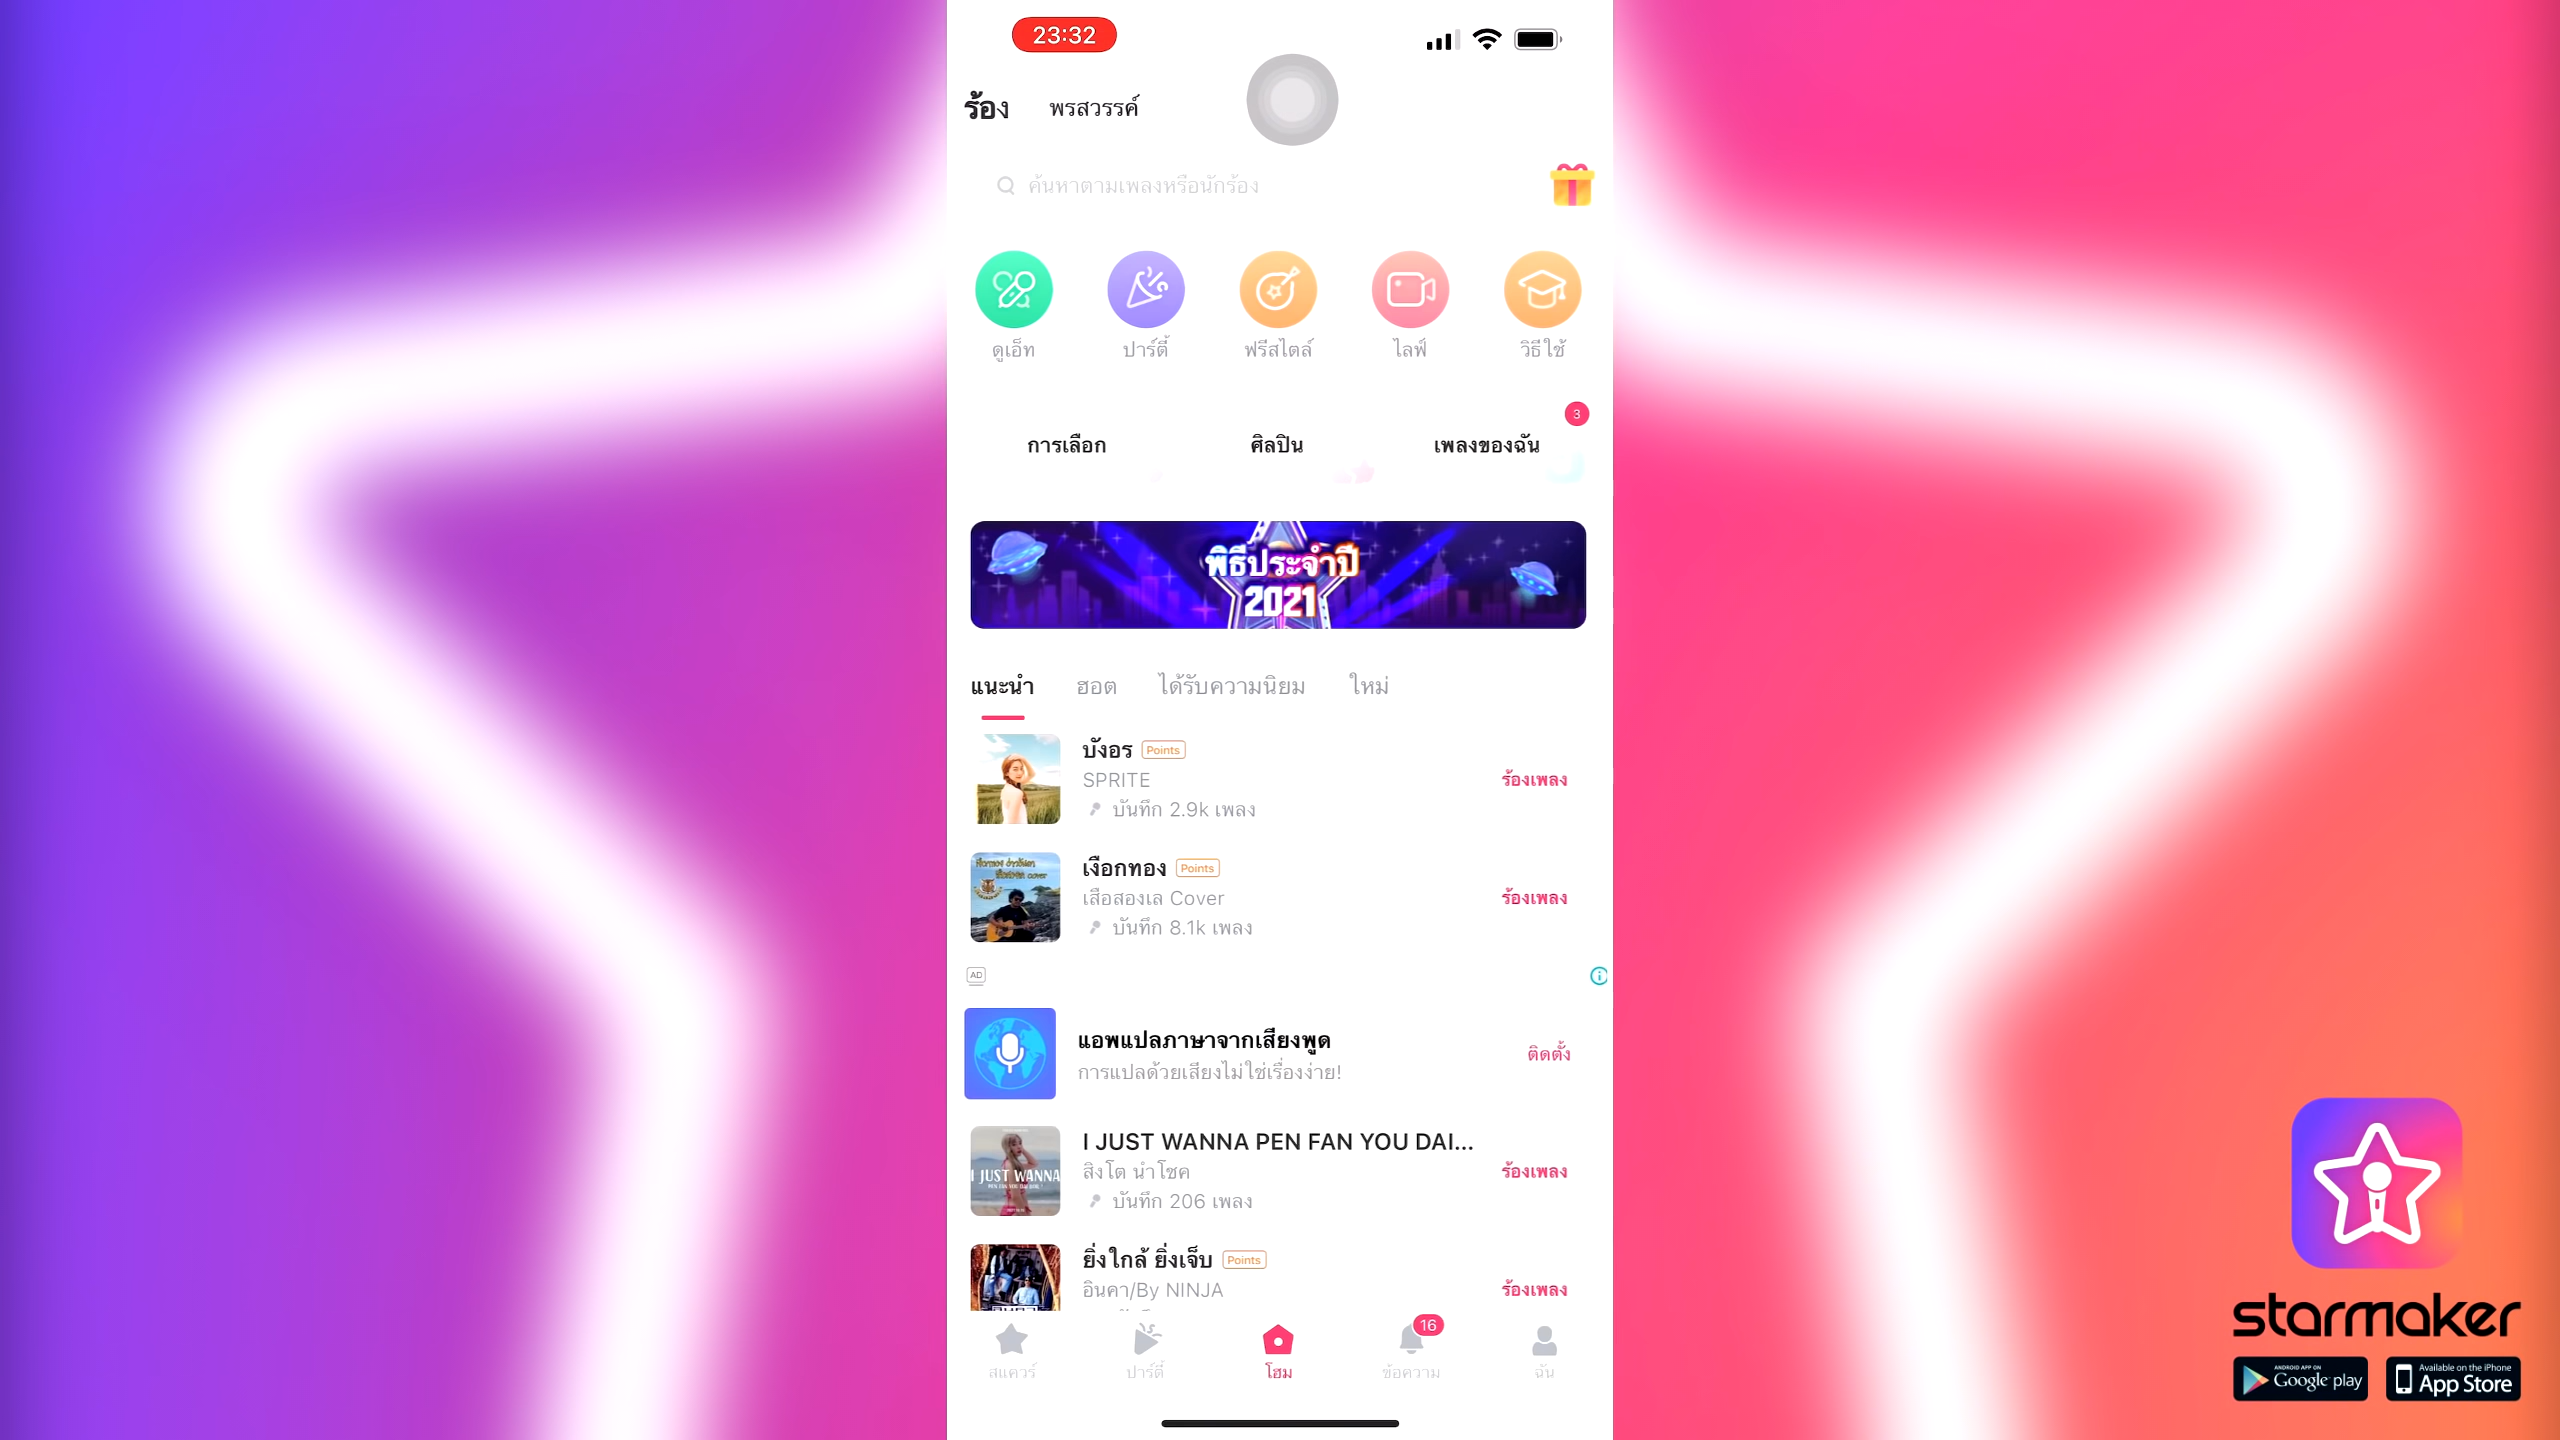 23:32
ร้อง พรสวรรค์
ค้นหาตามเพลงหรือนักร้อง
ดูเอ็ท ปาร์ตี้ ฟรีสไตล์ ไลฟ์ วิธีใช้
3
การเลือก ศิลปิน เพลงของฉัน
พิธีประจำปี
2021
แนะนำ ฮอต ได้รับความนิยม ใหม่
บังอร Points
SPRITE
บันทึก 2.9k เพลง
ร้องเพลง
เงือกทอง Points
เสือสองเล Cover
บันทึก 8.1k เพลง
ร้องเพลง
AD
แอพแปลภาษาจากเสียงพูด
การแปลด้วยเสียงไม่ใช่เรื่องง่าย!
ติดตั้ง
I JUST WANNA
I JUST WANNA PEN FAN YOU DAI...
สิงโต นำโชค
บันทึก 206 เพลง
ร้องเพลง
ยิ่งใกล้ ยิ่งเจ็บ Points
อินคา/By NINJA
ร้องเพลง
16
สแควร์ ปาร์ตี้ โฮม ข้อความ ฉัน
starmaker
ANDROID APP ON
Google play
Available on the iPhone
App Store